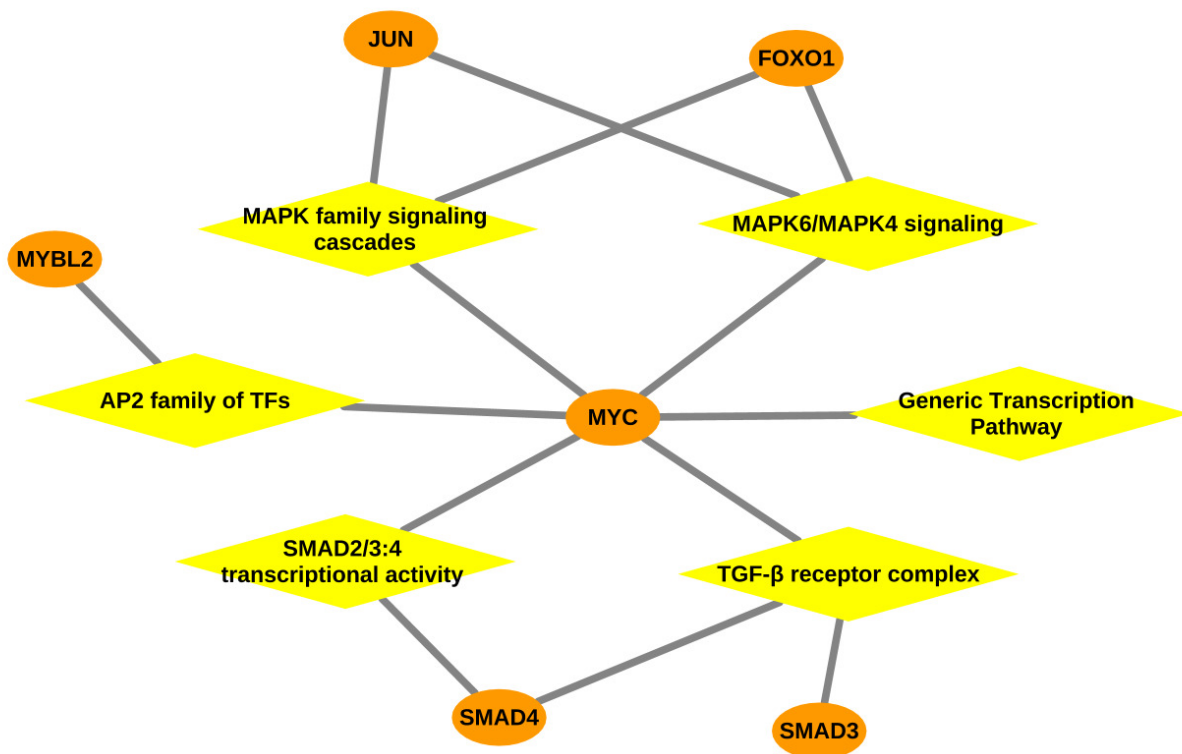 JUN
FOXO1
MAPK family signaling
cascades
MAPK6/MAPK4 signaling
MYBL2
AP2 family of TFs
MYC
Generic Transcription
Pathway
SMAD2/3:4
transcriptional activity
TGF-β receptor complex
SMAD4
SMAD3